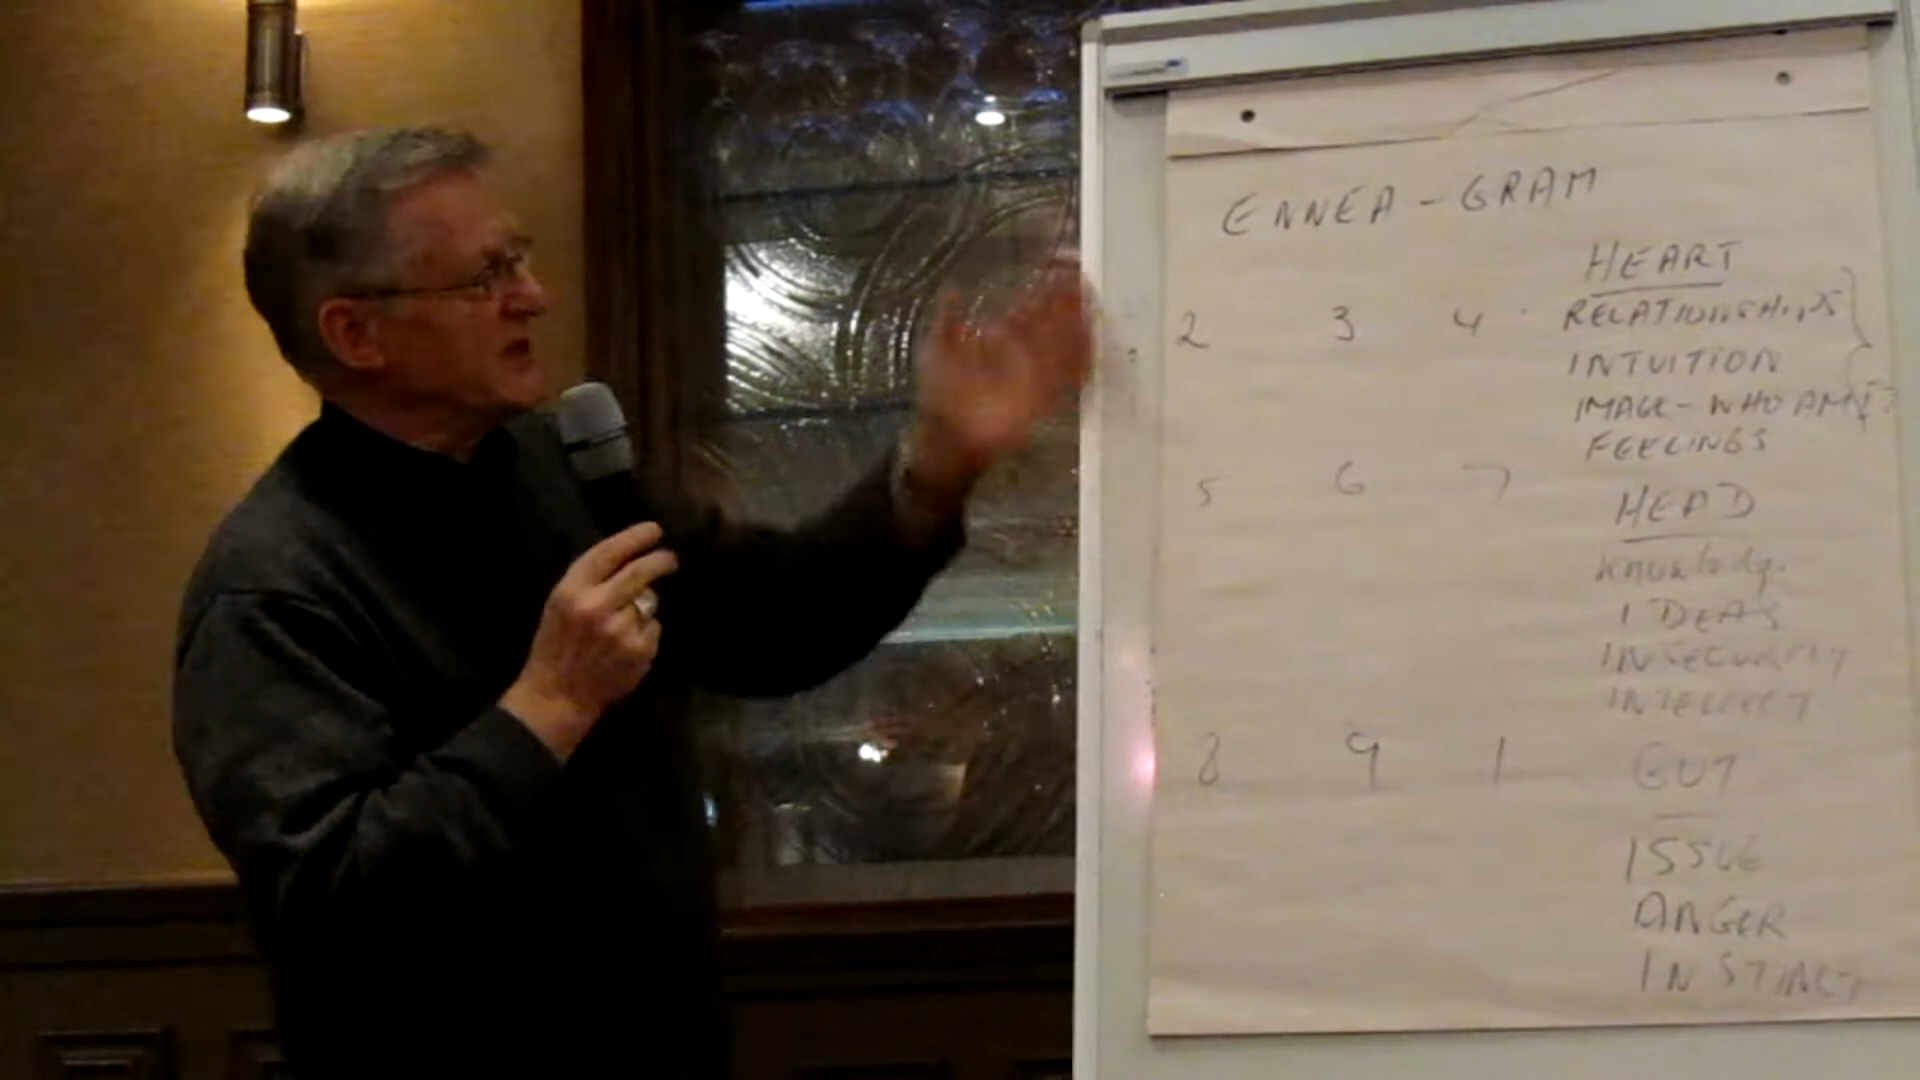 ENNEA-GRAM
HEART
2 3 4 RELATIONSHIPS
INTUITION
IMAGE - WHO AM I?
FEELINGS
5 6 7 HEAD
Knowledge
IDEAS
INSECURITY
INTELLECT
8 9 1 GUT
ISSUE
ANGER
INSTINCT